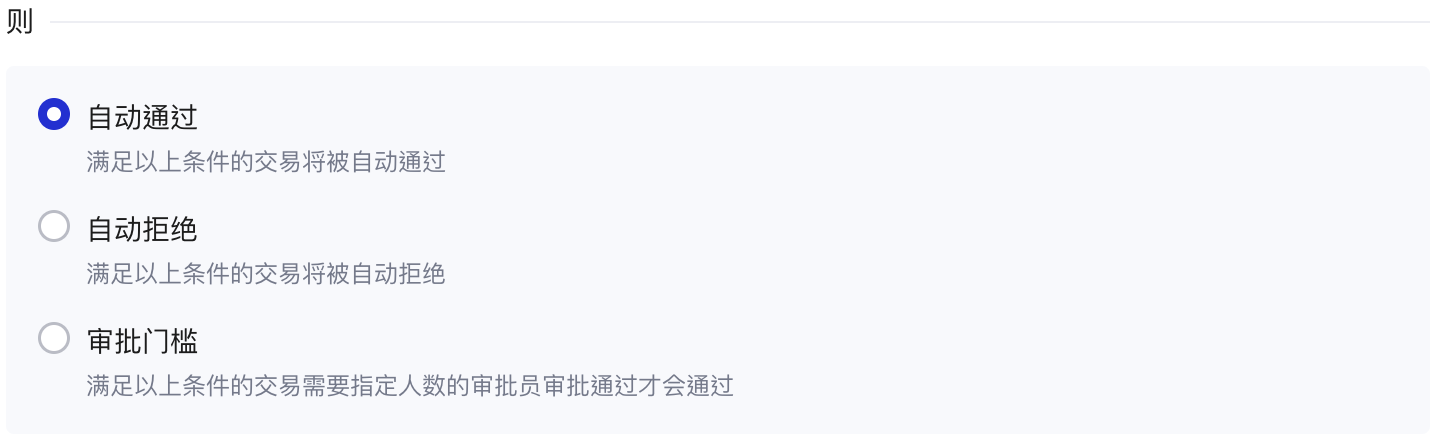 则
自动通过
满足以上条件的交易将被自动通过
自动拒绝
满足以上条件的交易将被自动拒绝
审批门槛
满足以上条件的交易需要指定人数的审批员审批通过才会通过